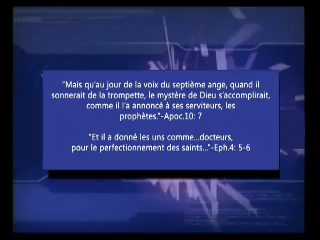 "Mais qu'au jour de la voix du septième ange, quand il
sonnerait de la trompette, le mystère de Dieu s'accomplirait,
comme il l'a annoncé à ses serviteurs, les
prophètes."-Apoc.10: 7
"Et il a donné les uns comme...docteurs,
pour le perfectionnement des saints..."-Eph.4: 5-6